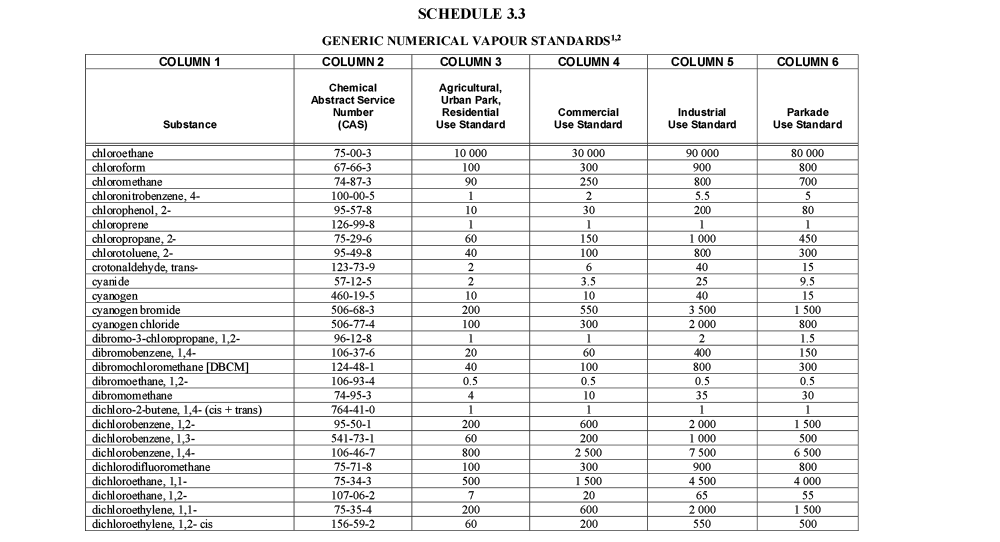 SCHEDULE 3.3
GENERIC NUMERICAL VAPOUR STANDARDS1,2
COLUMN 1 COLUMN 2 COLUMN 3 COLUMN 4 COLUMN 5 COLUMN 6
Substance Chemical Abstract Service Number (CAS) Agricultural, Urban Park, Residential Use Standard Commercial Use Standard Industrial Use Standard Parkade Use Standard
chloroethane 75-00-3 10 000 30 000 90 000 80 000
chloroform 67-66-3 100 300 900 800
chloromethane 74-87-3 90 250 800 700
chloronitrobenzene, 4- 100-00-5 1 2 5.5 5
chlorophenol, 2- 95-57-8 10 30 200 80
chloroprene 126-99-8 1 1 1 1
chloropropane, 2- 75-29-6 60 150 1 000 450
chlorotoluene, 2- 95-49-8 40 100 800 300
crotonaldehyde, trans- 123-73-9 2 6 40 15
cyanide 57-12-5 2 3.5 25 9.5
cyanogen 460-19-5 10 10 40 15
cyanogen bromide 506-68-3 200 550 3 500 1 500
cyanogen chloride 506-77-4 100 300 2 000 800
dibromo-3-chloropropane, 1,2- 96-12-8 1 1 2 1.5
dibromobenzene, 1,4- 106-37-6 20 60 400 150
dibromochloromethane [DBCM] 124-48-1 40 100 800 300
dibromoethane, 1,2- 106-93-4 0.5 0.5 0.5 0.5
dibromomethane 74-95-3 4 10 35 30
dichloro-2-butene, 1,4- (cis + trans) 764-41-0 1 1 1 1
dichlorobenzene, 1,2- 95-50-1 200 600 2 000 1 500
dichlorobenzene, 1,3- 541-73-1 60 200 1 000 500
dichlorobenzene, 1,4- 106-46-7 800 2 500 7 500 6 500
dichlorodifluoromethane 75-71-8 100 300 900 800
dichloroethane, 1,1- 75-34-3 500 1 500 4 500 4 000
dichloroethane, 1,2- 107-06-2 7 20 65 55
dichloroethylene, 1,1- 75-35-4 200 600 2 000 1 500
dichloroethylene, 1,2- cis 156-59-2 60 200 550 500